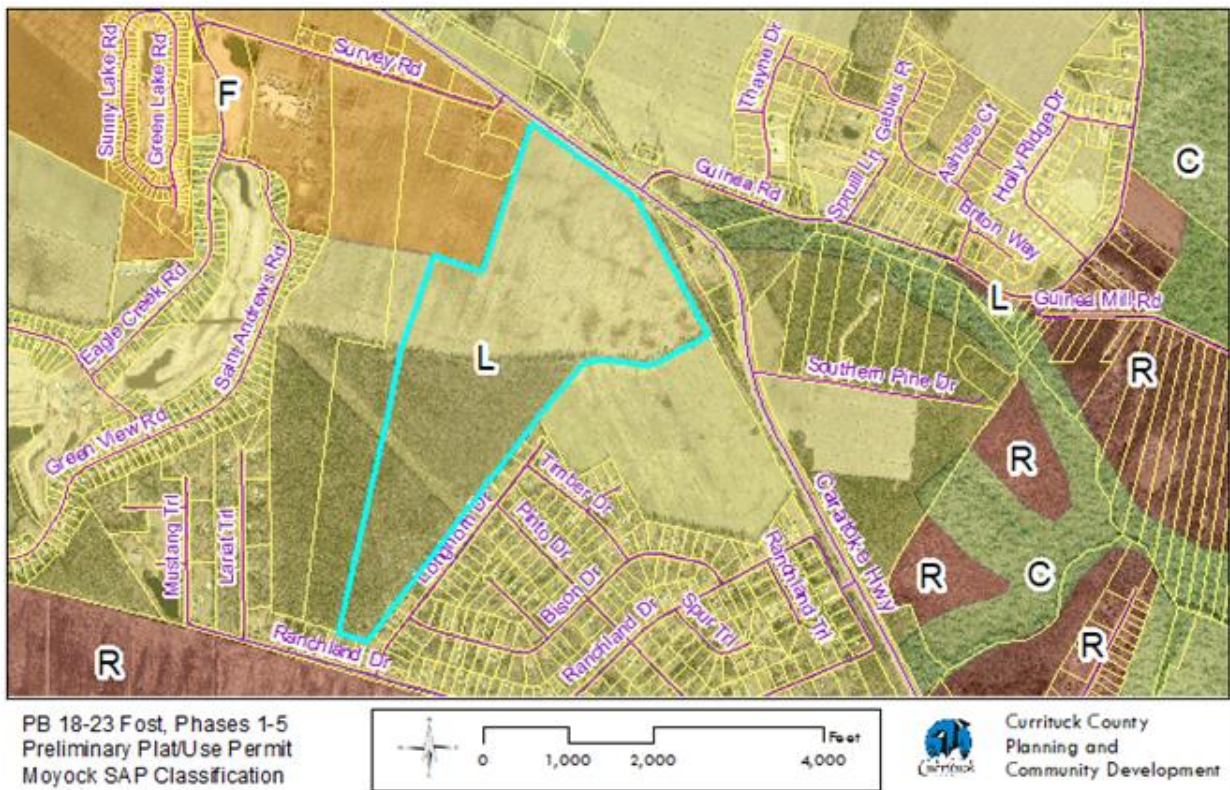 Sunny Lake Rd
Green Lake Rd
F
Survey Rd
Thayne Dr
Gables Pl
Ashbee Ct
Holly Ridge Dr
C
Guinea Rd
Spruill Ln
Briton Way
Eagle Creek Rd
Saint Andrews Rd
L
L
Guinea Mill Rd
R
Southern Pine Dr
Green View Rd
R
Mustang Trl
Lariat Trl
Longhorn Dr
Timber Dr
Pinto Dr
Bison Dr
Ranchland Dr
Spur Trl
Ranchland Trl
Caratoke Hwy
R
C
R
Ranchland Dr
R
PB 18-23 Fost, Phases 1-5
Preliminary Plat/Use Permit
Moyock SAP Classification
Feet
0 1,000 2,000 4,000
Currituck
Currituck County
Planning and
Community Development